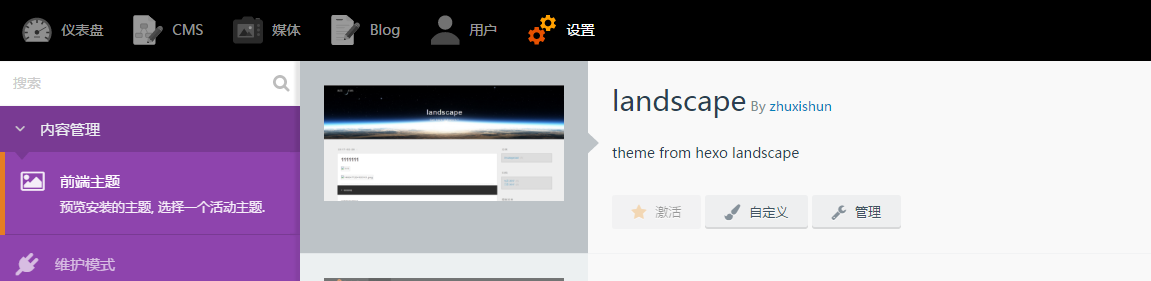 仪表盘 CMS 媒体 Blog 用户 设置
搜索
内容管理
前端主题
预览安装的主题, 选择一个活动主题.
维护模式
landscape
landscape By zhuxishun
theme from hexo landscape
激活 自定义 管理